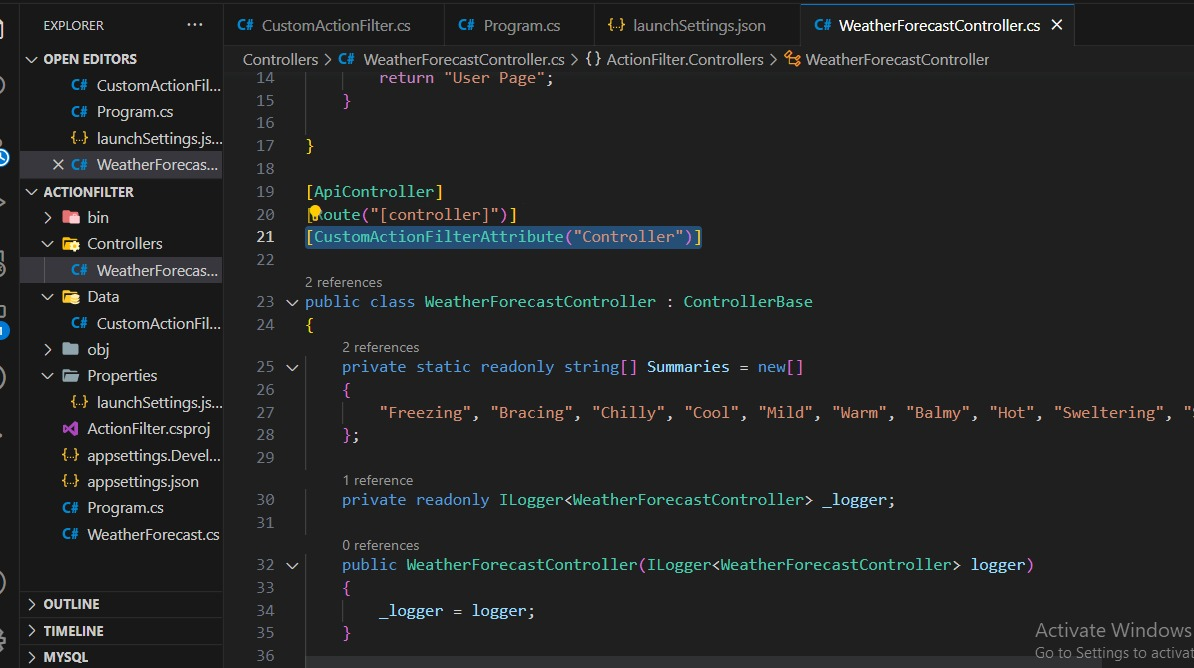 EXPLORER
OPEN EDITORS
C# CustomActionFil...
C# Program.cs
{..} launchSettings.js...
C# WeatherForecas...
ACTIONFILTER
bin
Controllers
C# WeatherForecas...
Data
C# CustomActionFil...
obj
Properties
{..} launchSettings.js...
ActionFilter.csproj
{..} appsettings.Devel...
{..} appsettings.json
C# Program.cs
C# WeatherForecast.cs
OUTLINE
TIMELINE
MYSQL
C# CustomActionFilter.cs C# Program.cs {..} launchSettings.json C# WeatherForecastController.cs
Controllers > C# WeatherForecastController.cs > {} ActionFilter.Controllers > WeatherForecastController
14 return "User Page";
15 }
16
17 }
18
19 [ApiController]
20 [Route("[controller]")]
21 [CustomActionFilterAttribute("Controller")]
22
2 references
23 public class WeatherForecastController : ControllerBase
24 {
2 references
25 private static readonly string[] Summaries = new[]
26 {
27 "Freezing", "Bracing", "Chilly", "Cool", "Mild", "Warm", "Balmy", "Hot", "Sweltering", "
28 };
29
1 reference
30 private readonly ILogger<WeatherForecastController> _logger;
31
0 references
32 public WeatherForecastController(ILogger<WeatherForecastController> logger)
33 {
34 _logger = logger;
35 }
36
Activate Windows
Go to Settings to activat